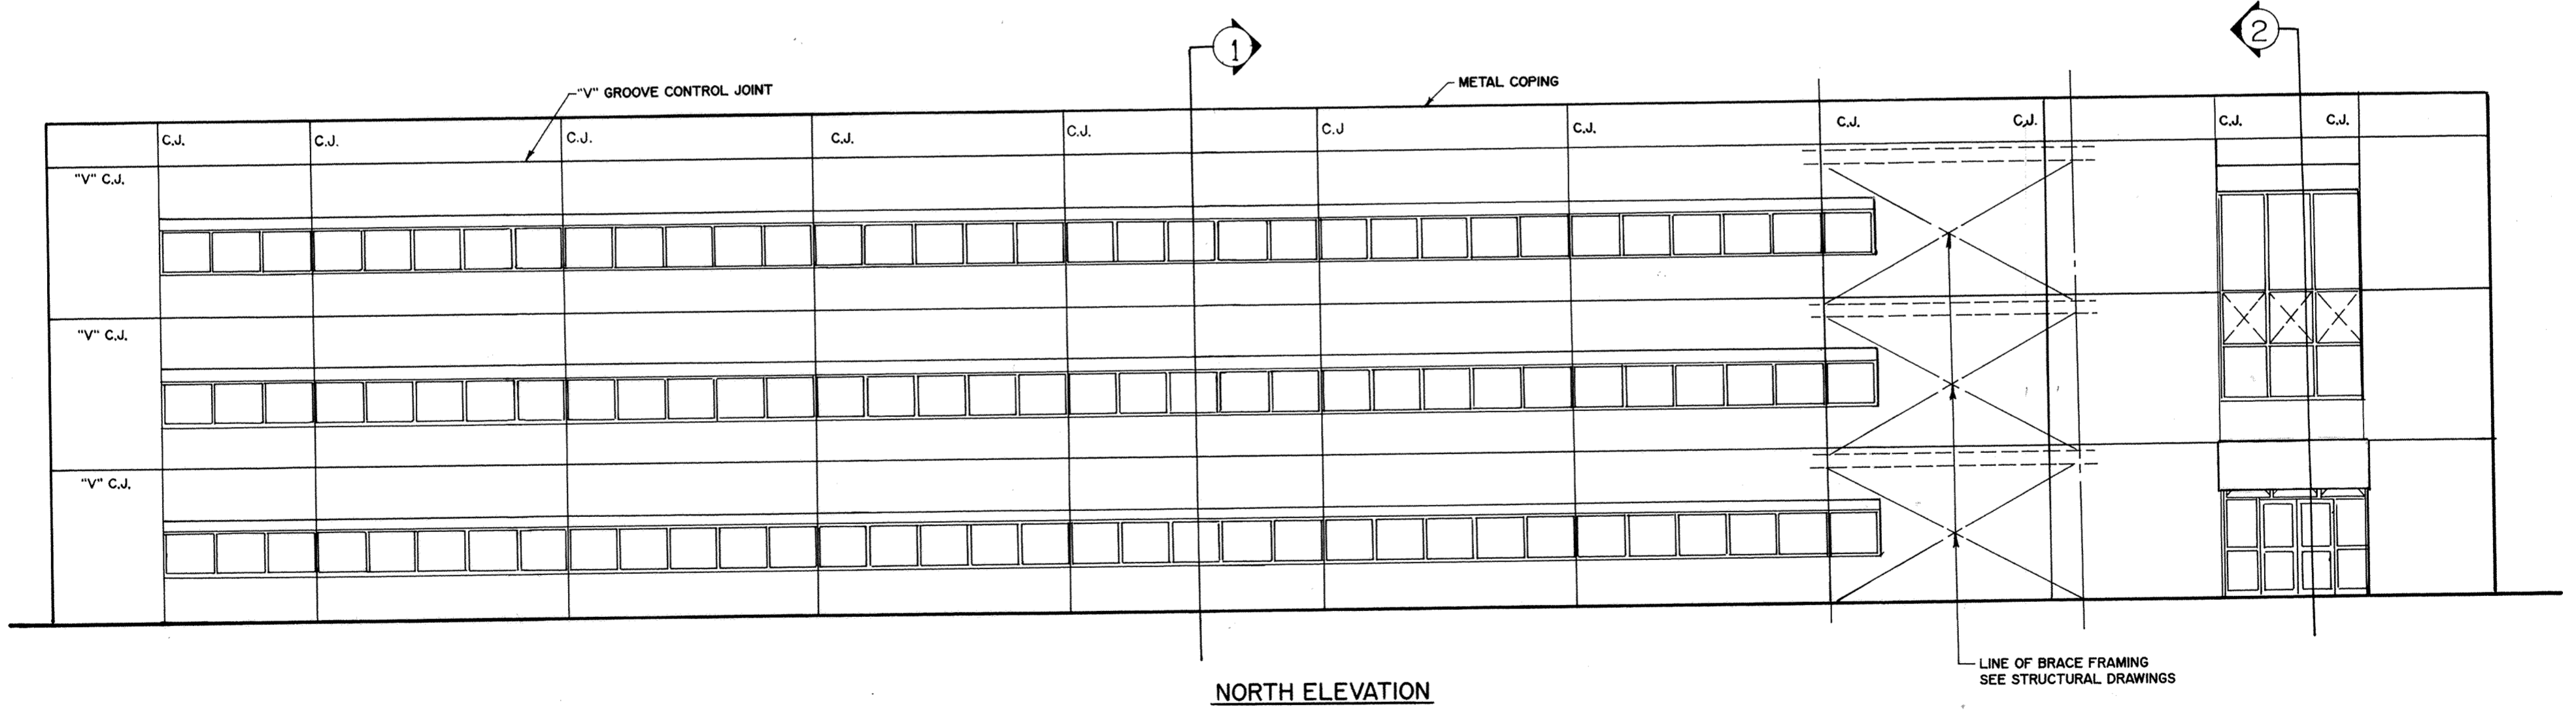 1
2
"V" GROOVE CONTROL JOINT
METAL COPING
C.J.
C.J.
C.J.
C.J.
C.J.
C.J
C.J.
C.J.
C.J.
C.J.
C.J.
"V" C.J.
"V" C.J.
"V" C.J.
LINE OF BRACE FRAMING
SEE STRUCTURAL DRAWINGS
NORTH ELEVATION